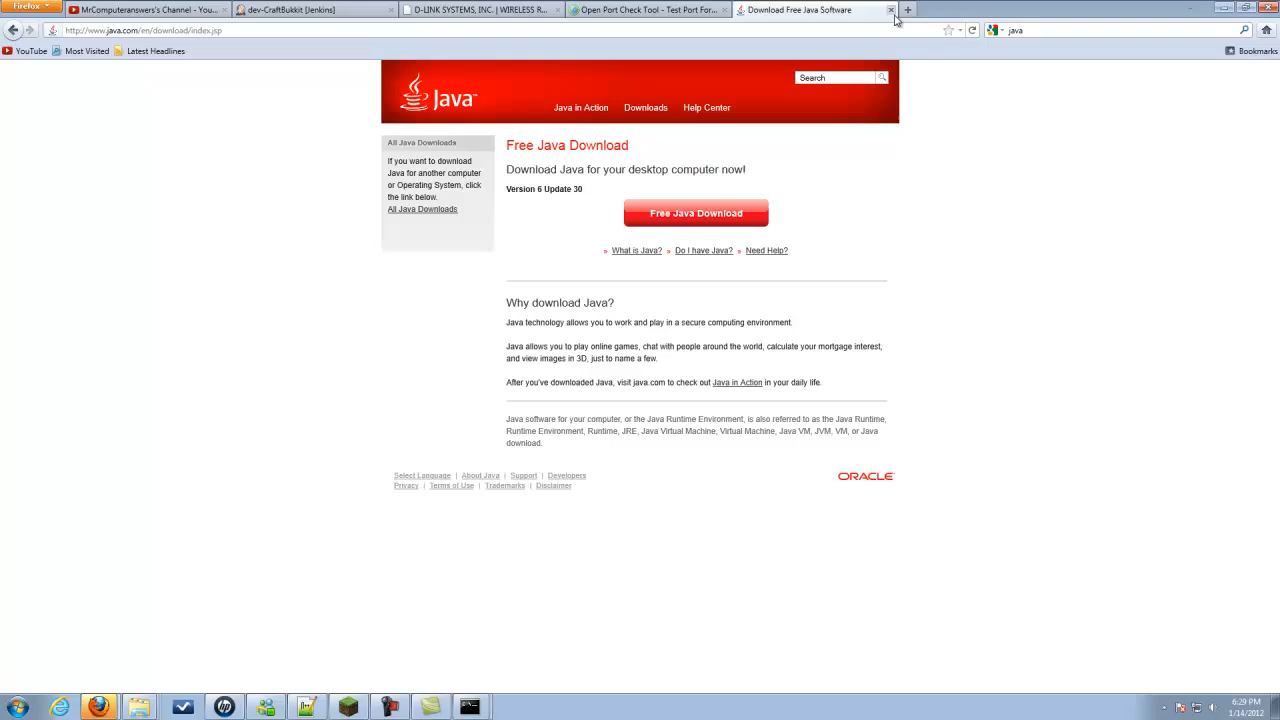 Firefox
MrComputeranswers's Channel - You...
dev-CraftBukkit [Jenkins]
D-LINK SYSTEMS, INC. | WIRELESS R...
Open Port Check Tool - Test Port For...
Download Free Java Software
http://www.java.com/en/download/index.jsp
java
YouTube
Most Visited
Latest Headlines
Bookmarks
Java™
Search
Java in Action
Downloads
Help Center
All Java Downloads
If you want to download
Java for another computer
or Operating System, click
the link below.
All Java Downloads
Free Java Download
Download Java for your desktop computer now!
Version 6 Update 30
Free Java Download
» What is Java? » Do I have Java? » Need Help?
Why download Java?
Java technology allows you to work and play in a secure computing environment.
Java allows you to play online games, chat with people around the world, calculate your mortgage interest,
and view images in 3D, just to name a few.
After you've downloaded Java, visit java.com to check out Java in Action in your daily life.
Java software for your computer, or the Java Runtime Environment, is also referred to as the Java Runtime,
Runtime Environment, Runtime, JRE, Java Virtual Machine, Virtual Machine, Java VM, JVM, VM, or Java
download.
Select Language | About Java | Support | Developers
Privacy | Terms of Use | Trademarks | Disclaimer
ORACLE
hp
6:29 PM
1/14/2012